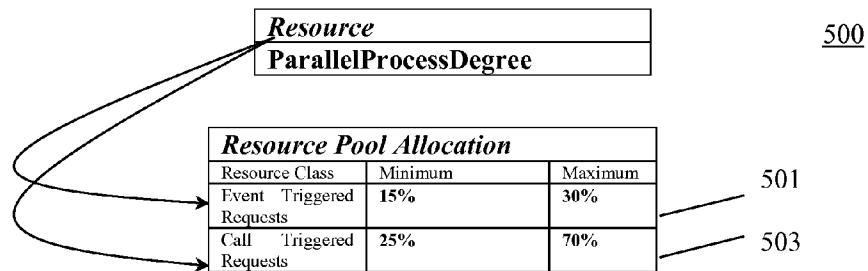 Resource
500
ParallelProcessDegree
Resource Pool Allocation
Resource Class Minimum Maximum
Event Triggered Requests 15% 30%
501
Call Triggered Requests 25% 70%
503